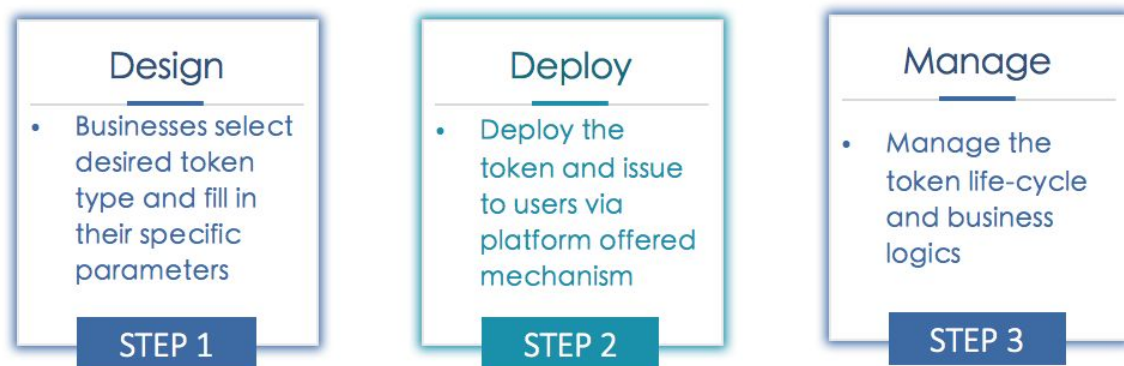 Design
• Businesses select
desired token
type and fill in
their specific
parameters
STEP 1
Deploy
• Deploy the
token and issue
to users via
platform offered
mechanism
STEP 2
Manage
• Manage the
token life-cycle
and business
logics
STEP 3